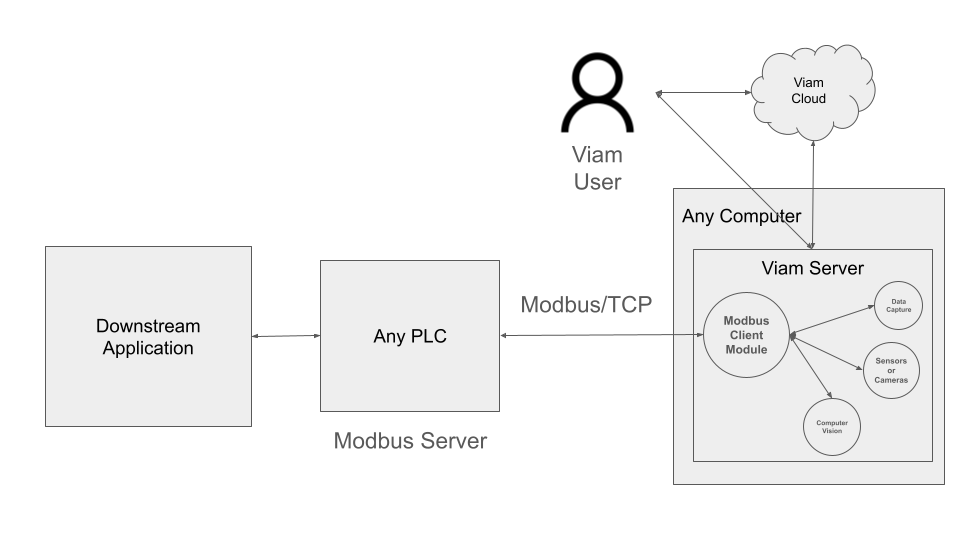 Viam
Cloud
Viam
User
Any Computer
Viam Server
Downstream
Application
Any PLC
Modbus/TCP
Modbus
Client
Module
Data
Capture
Sensors
or
Cameras
Computer
Vision
Modbus Server